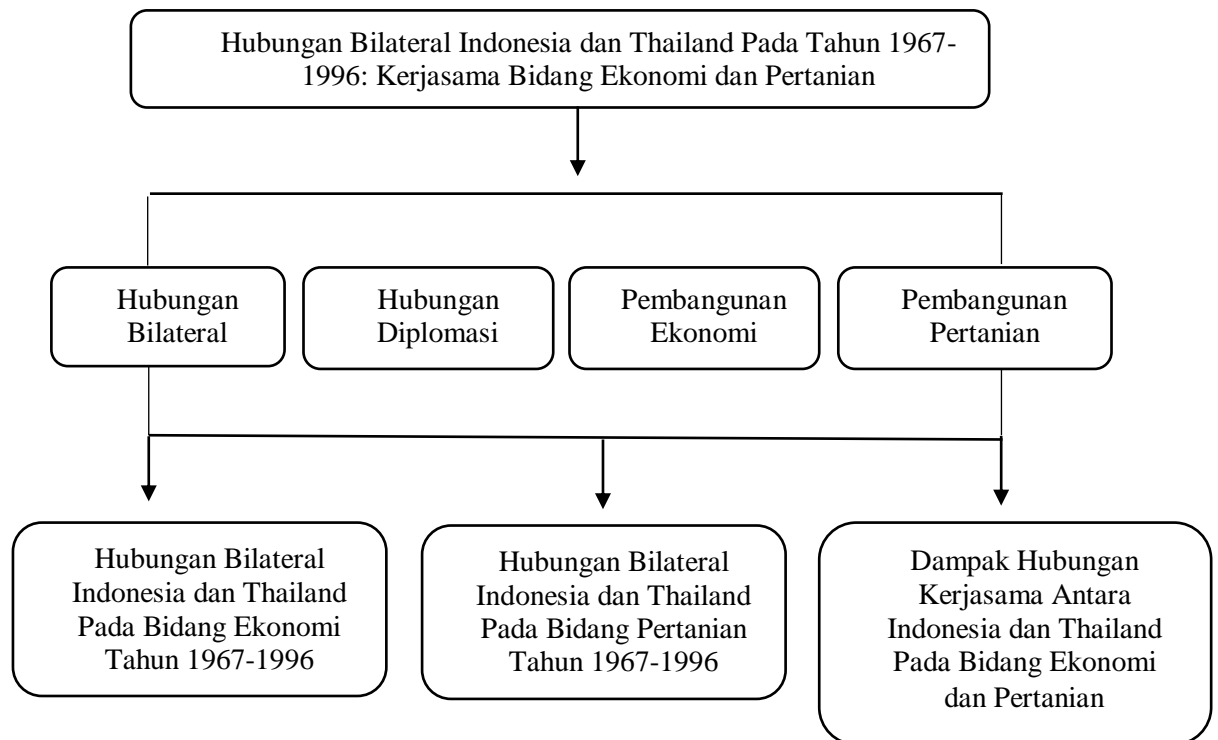 Hubungan Bilateral Indonesia dan Thailand Pada Tahun 1967-
1996: Kerjasama Bidang Ekonomi dan Pertanian
Hubungan
Bilateral
Hubungan
Diplomasi
Pembangunan
Ekonomi
Pembangunan
Pertanian
Hubungan Bilateral
Indonesia dan Thailand
Pada Bidang Ekonomi
Tahun 1967-1996
Hubungan Bilateral
Indonesia dan Thailand
Pada Bidang Pertanian
Tahun 1967-1996
Dampak Hubungan
Kerjasama Antara
Indonesia dan Thailand
Pada Bidang Ekonomi
dan Pertanian